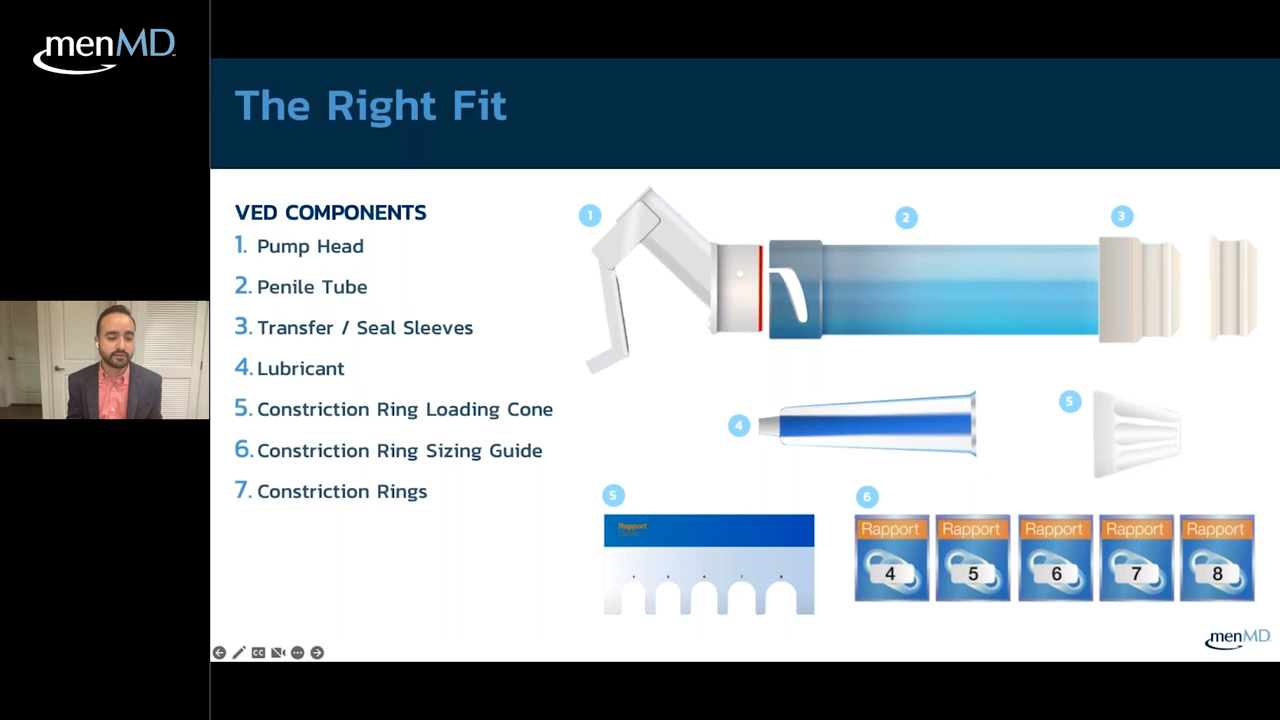 menMD
The Right Fit
VED COMPONENTS
1. Pump Head
2. Penile Tube
3. Transfer / Seal Sleeves
4. Lubricant
5. Constriction Ring Loading Cone
6. Constriction Ring Sizing Guide
7. Constriction Rings
1
2
3
4
5
5
6
Rapport
Rapport
4
Rapport
5
Rapport
6
Rapport
7
Rapport
8
CC
menMD